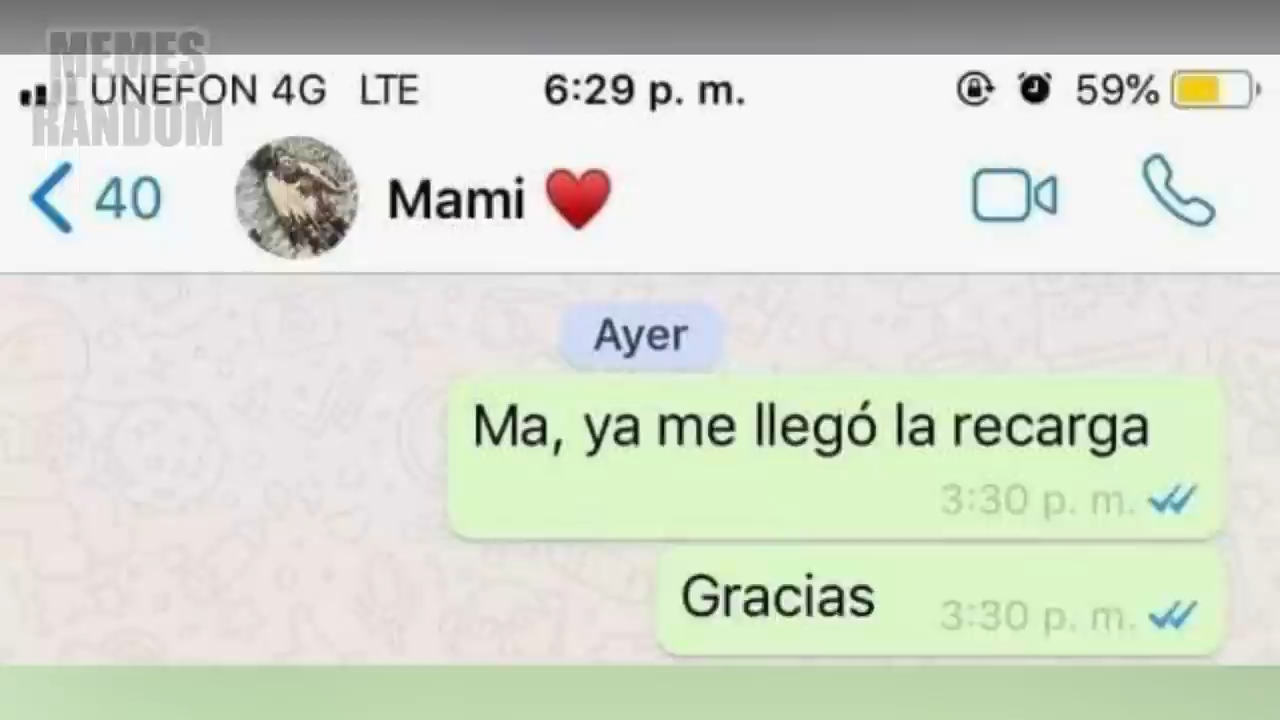 MEMES
RANDOM
UNEFON 4G LTE 6:29 p. m. 59%
40 Mami ❤️
Ayer
Ma, ya me llegó la recarga
3:30 p. m.
Gracias 3:30 p. m.